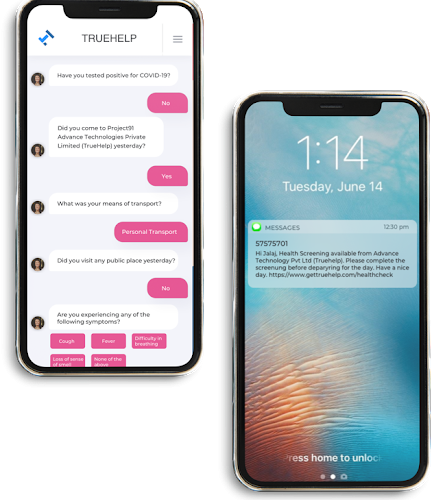 TRUEHELP
Have you tested positive for COVID-19?
No
Did you come to Project91
Advance Technologies Private
Limited (TrueHelp) yesterday?
Yes
What was your means of transport?
Personal Transport
Did you visit any public place yesterday?
No
Are you experiencing any of the
following symptoms?
Cough
Fever
Difficulty in
breathing
Loss of sense
of smell
None of the
above
1:14
Tuesday, June 14
MESSAGES
12:30 pm
57575701
Hi Jalaj, Health Screening available from Advance
Technology Pvt Ltd (Truehelp). Please complete the
screenung before deparyring for the day. Have a nice
day. https://www.gettruehelp.com/healthcheck
Press home to unloc